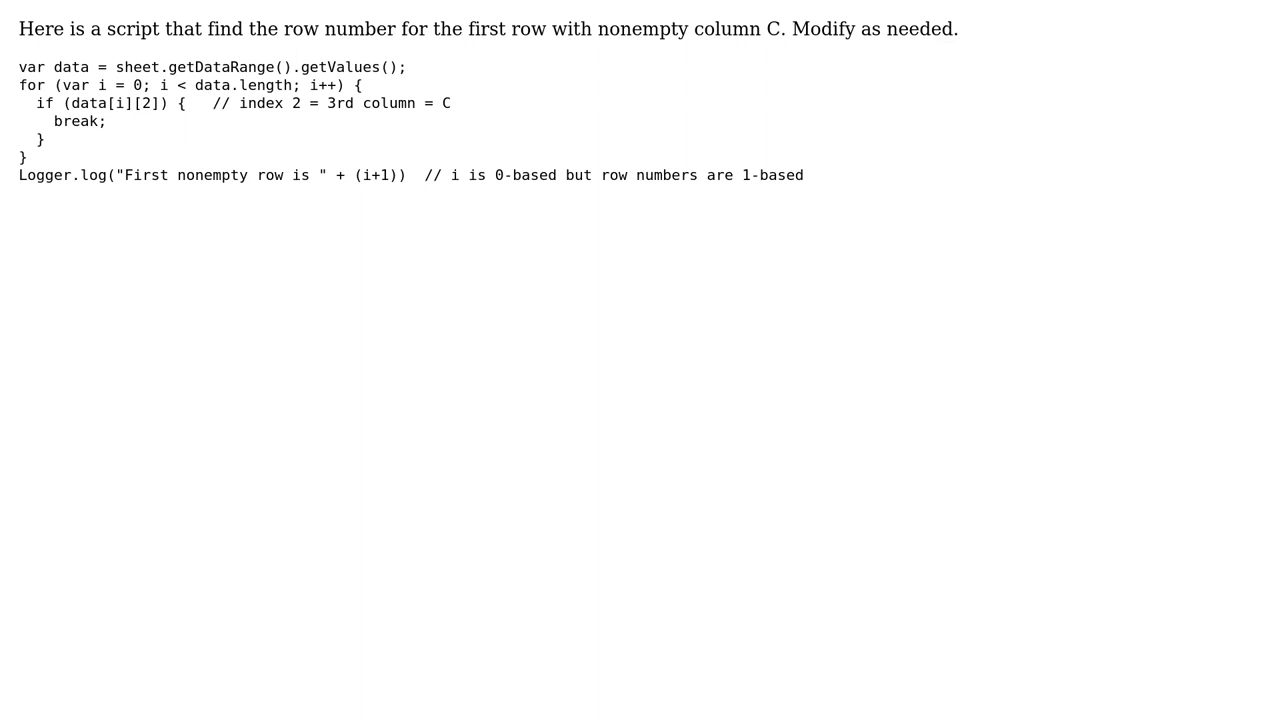 Here is a script that find the row number for the first row with nonempty column C. Modify as needed.
var data = sheet.getDataRange().getValues();
for (var i = 0; i < data.length; i++) {
  if (data[i][2]) {   // index 2 = 3rd column = C
    break;
  }
}
Logger.log("First nonempty row is " + (i+1))  // i is 0-based but row numbers are 1-based